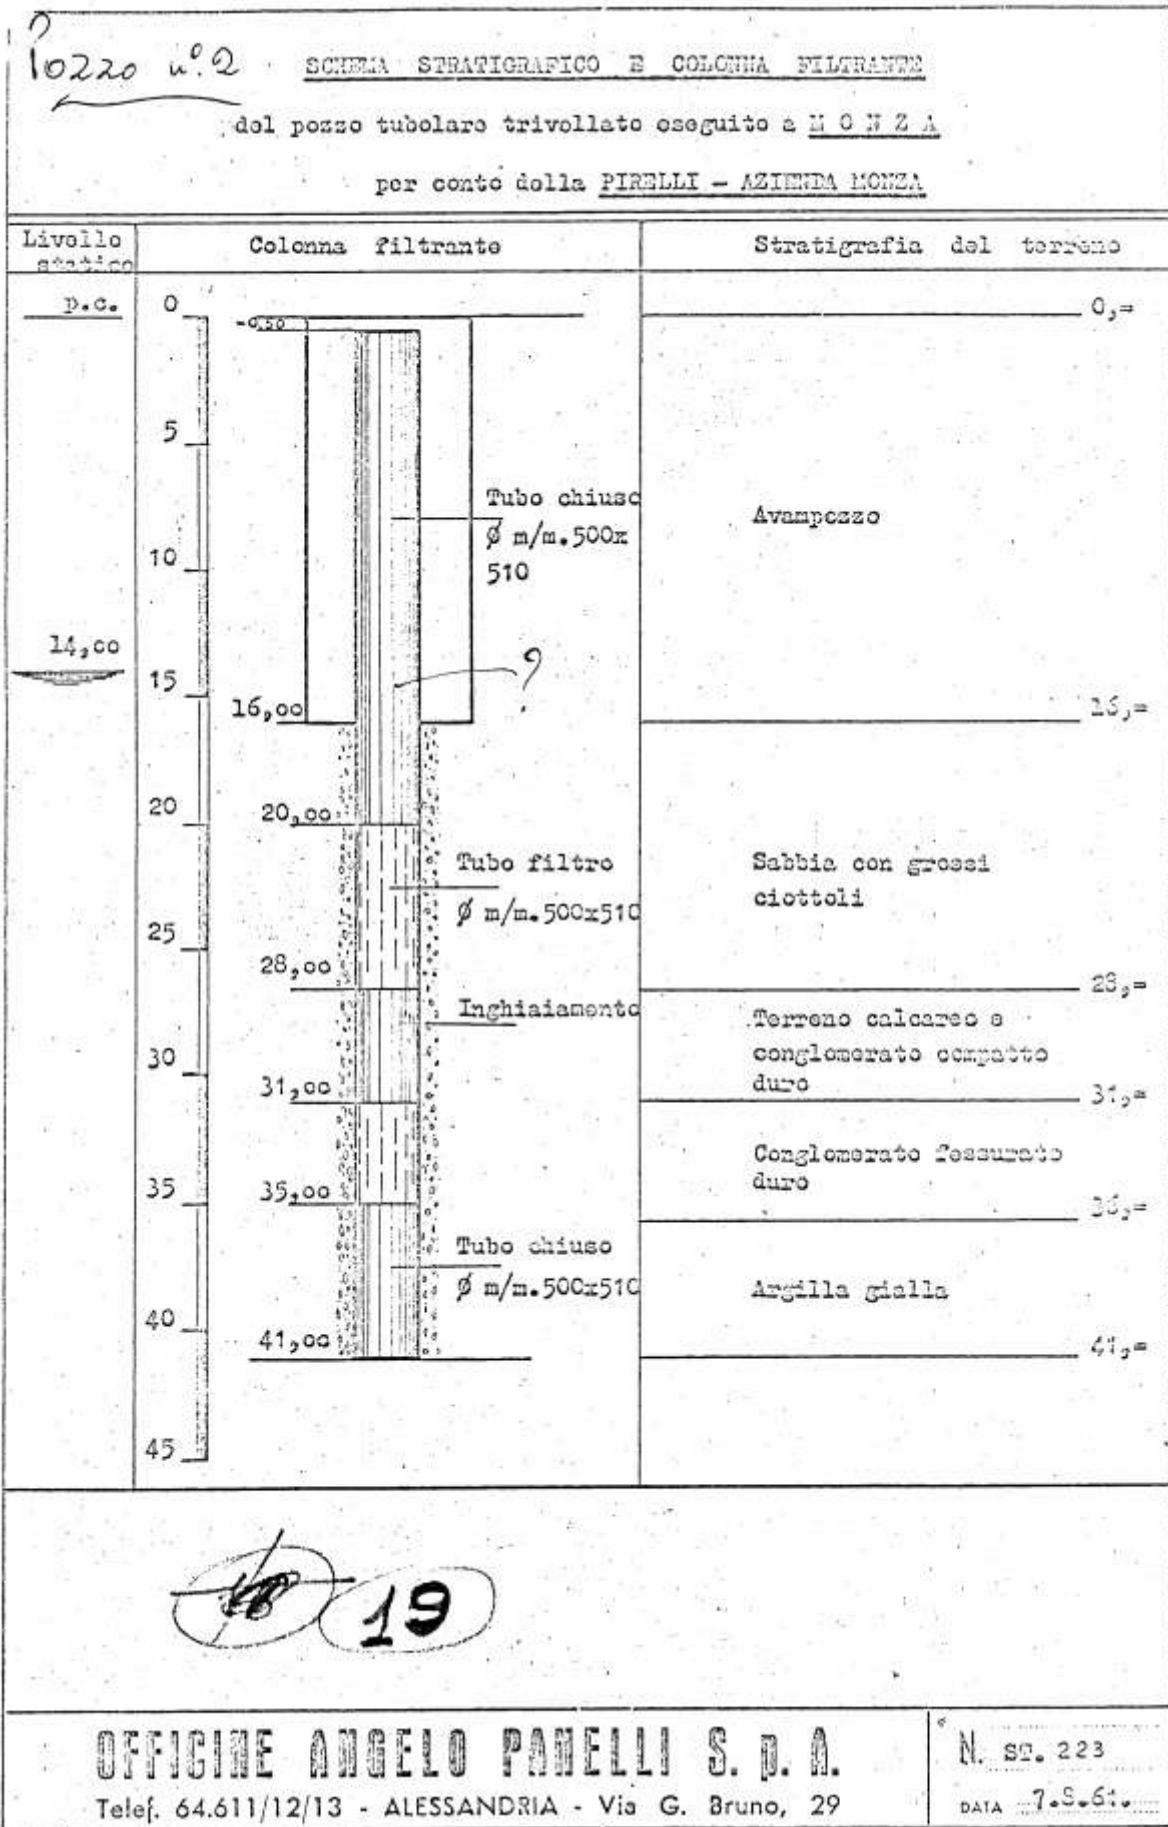 Pozzo n°.2
SCHEMA STRATIGRAFICO E COLONNA FILTRANTE
del pozzo tubolare trivellato eseguito a M O N Z A
per conto della PIRELLI - AZIENDA MONZA
Livello
statico
Colonna filtrante
Stratigrafia del terreno
p.c.
0
-0,50
0,=
5
Tubo chiuso
Ø m/m.500x
510
Avampozzo
10
14,00
?
15
16,00
16,=
20
20,00
Tubo filtro
Ø m/m.500x510
Sabbia con grossi
ciottoli
25
28,00
28,=
Inghiaiamento
Terreno calcareo e
conglomerato compatto
duro
30
31,00
31,=
Conglomerato fessurato
duro
35
35,00
Tubo chiuso
Ø m/m.500x510
Argilla gialla
40
41,00
41,=
45
19
OFFICINE ANGELO PANELLI S. p. A.
Telef. 64.611/12/13 - ALESSANDRIA - Via G. Bruno, 29
N. ST. 223
DATA